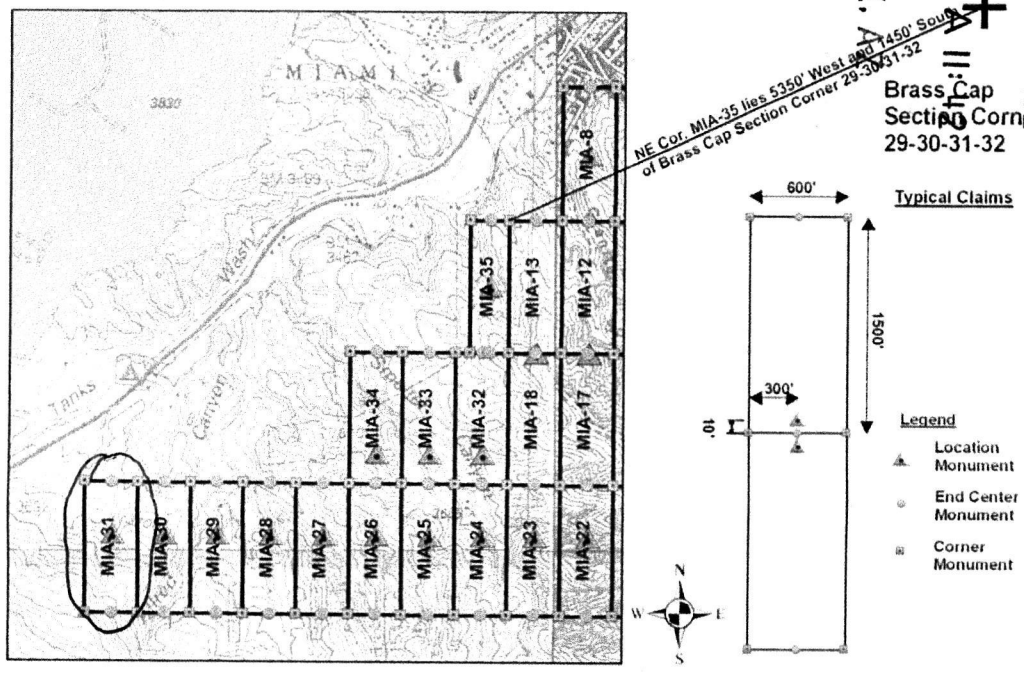 MIAMI
3830
Wash
Tanks
Canyon
MIA-8
MIA-35
MIA-13
MIA-12
MIA-34
MIA-33
MIA-32
MIA-18
MIA-17
MIA-31
MIA-30
MIA-29
MIA-28
MIA-27
MIA-26
MIA-25
MIA-24
MIA-23
MIA-22
NE Cor. MIA-35 lies 5350' West and 1450' South
of Brass Cap Section Corner 29-30-31-32
Brass Cap
Section Corn
29-30-31-32
Typical Claims
600'
1500'
300'
10'
Legend
Location
Monument
End Center
Monument
Corner
Monument
N
W
E
S